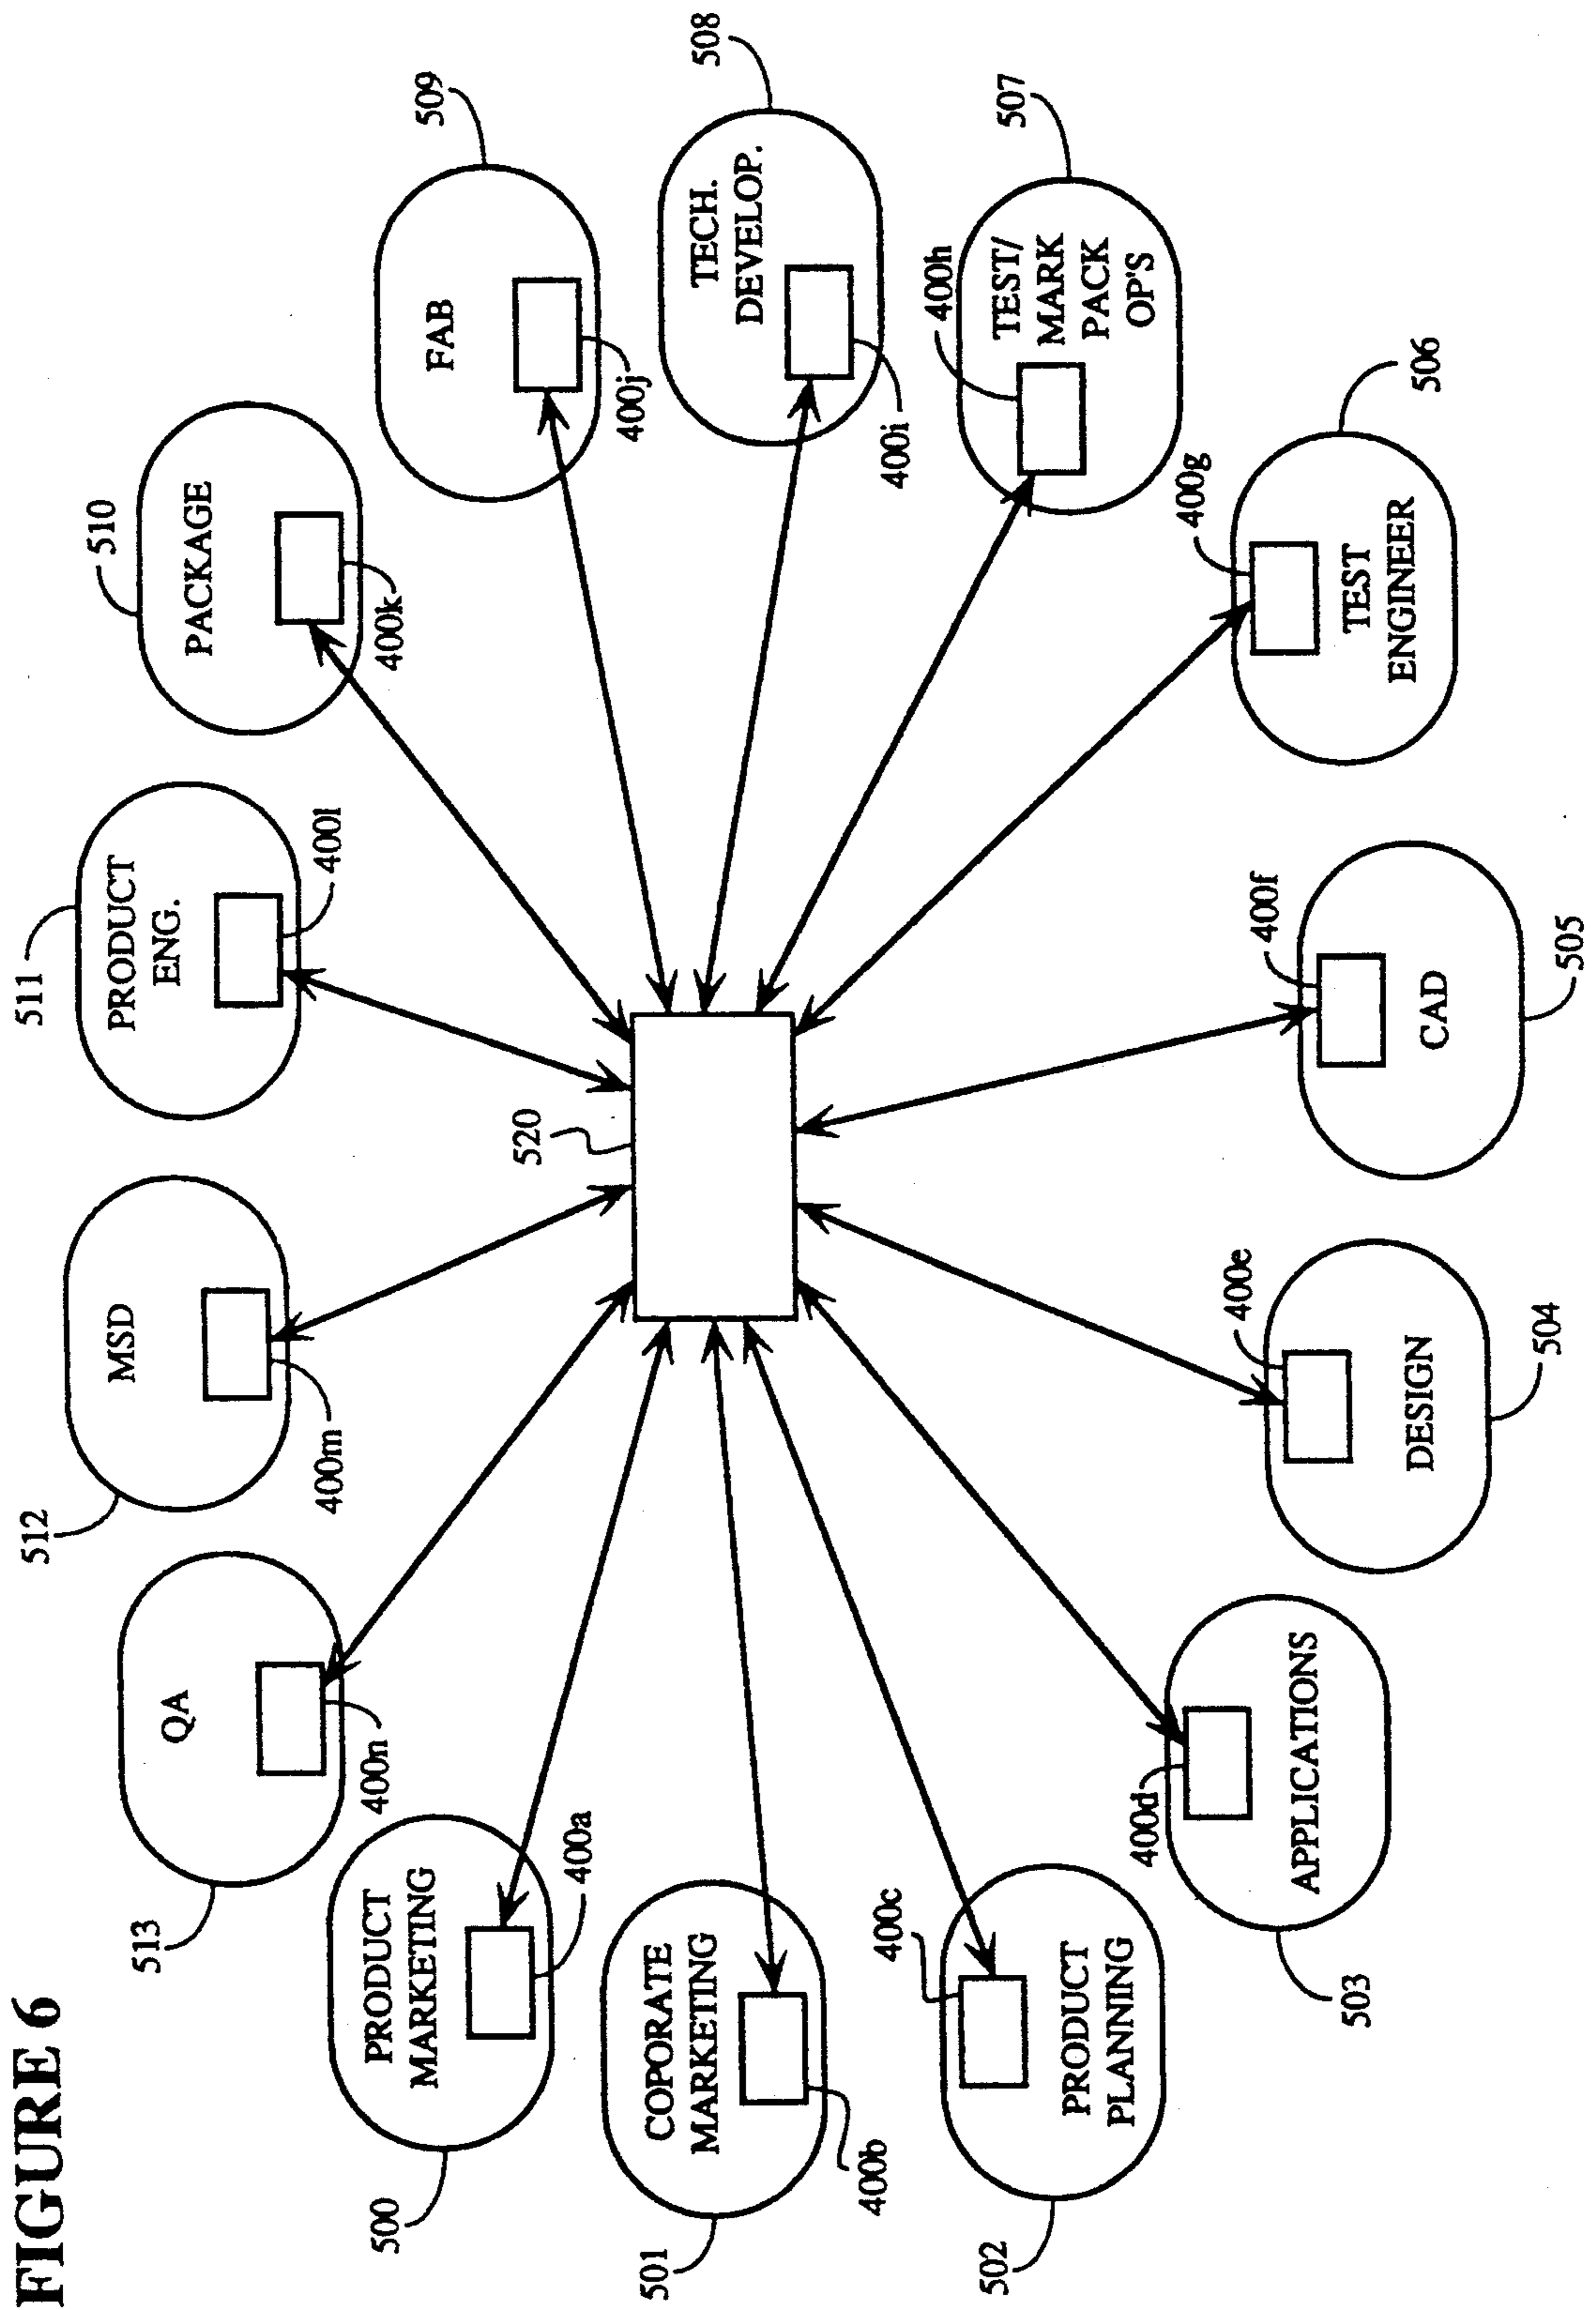 FIGURE 6
513
QA
400n
512
MSD
400m
511
PRODUCT
ENG.
400l
510
PACKAGE
400k
500
PRODUCT
MARKETING
400a
520
509
FAB
400j
501
COPORATE
MARKETING
400b
508
TECH.
DEVELOP.
400i
502
400c
PRODUCT
PLANNING
507
400h
TEST/
MARK
PACK
OP'S
503
400d
APPLICATIONS
504
400e
DESIGN
505
400f
CAD
506
400g
TEST
ENGINEER